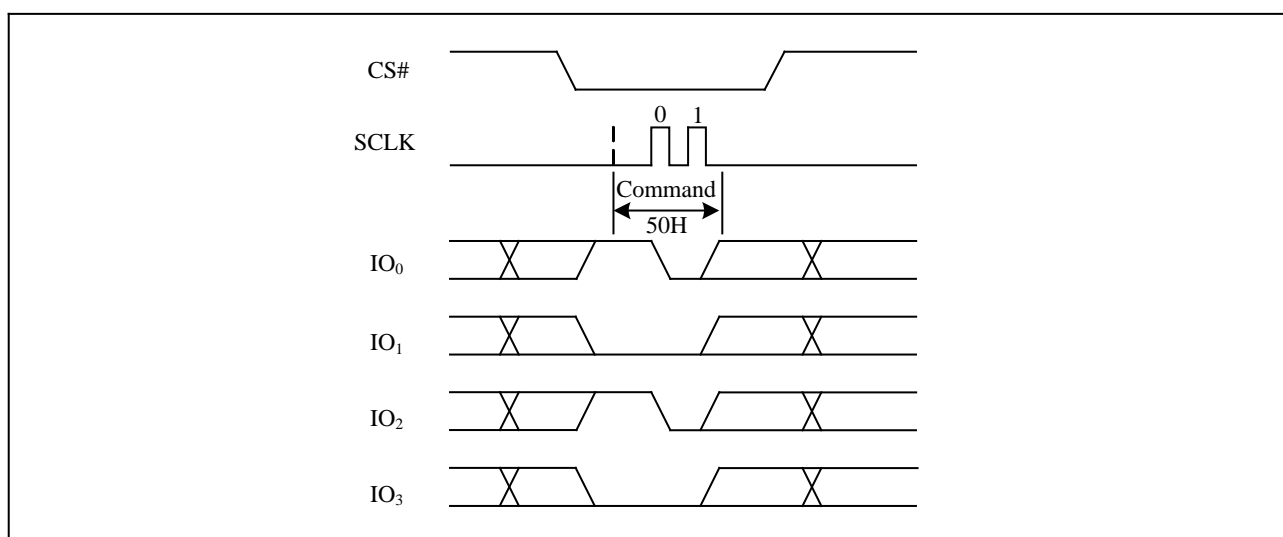 CS#
0 1
SCLK
Command
50H
IO₀
IO₁
IO₂
IO₃